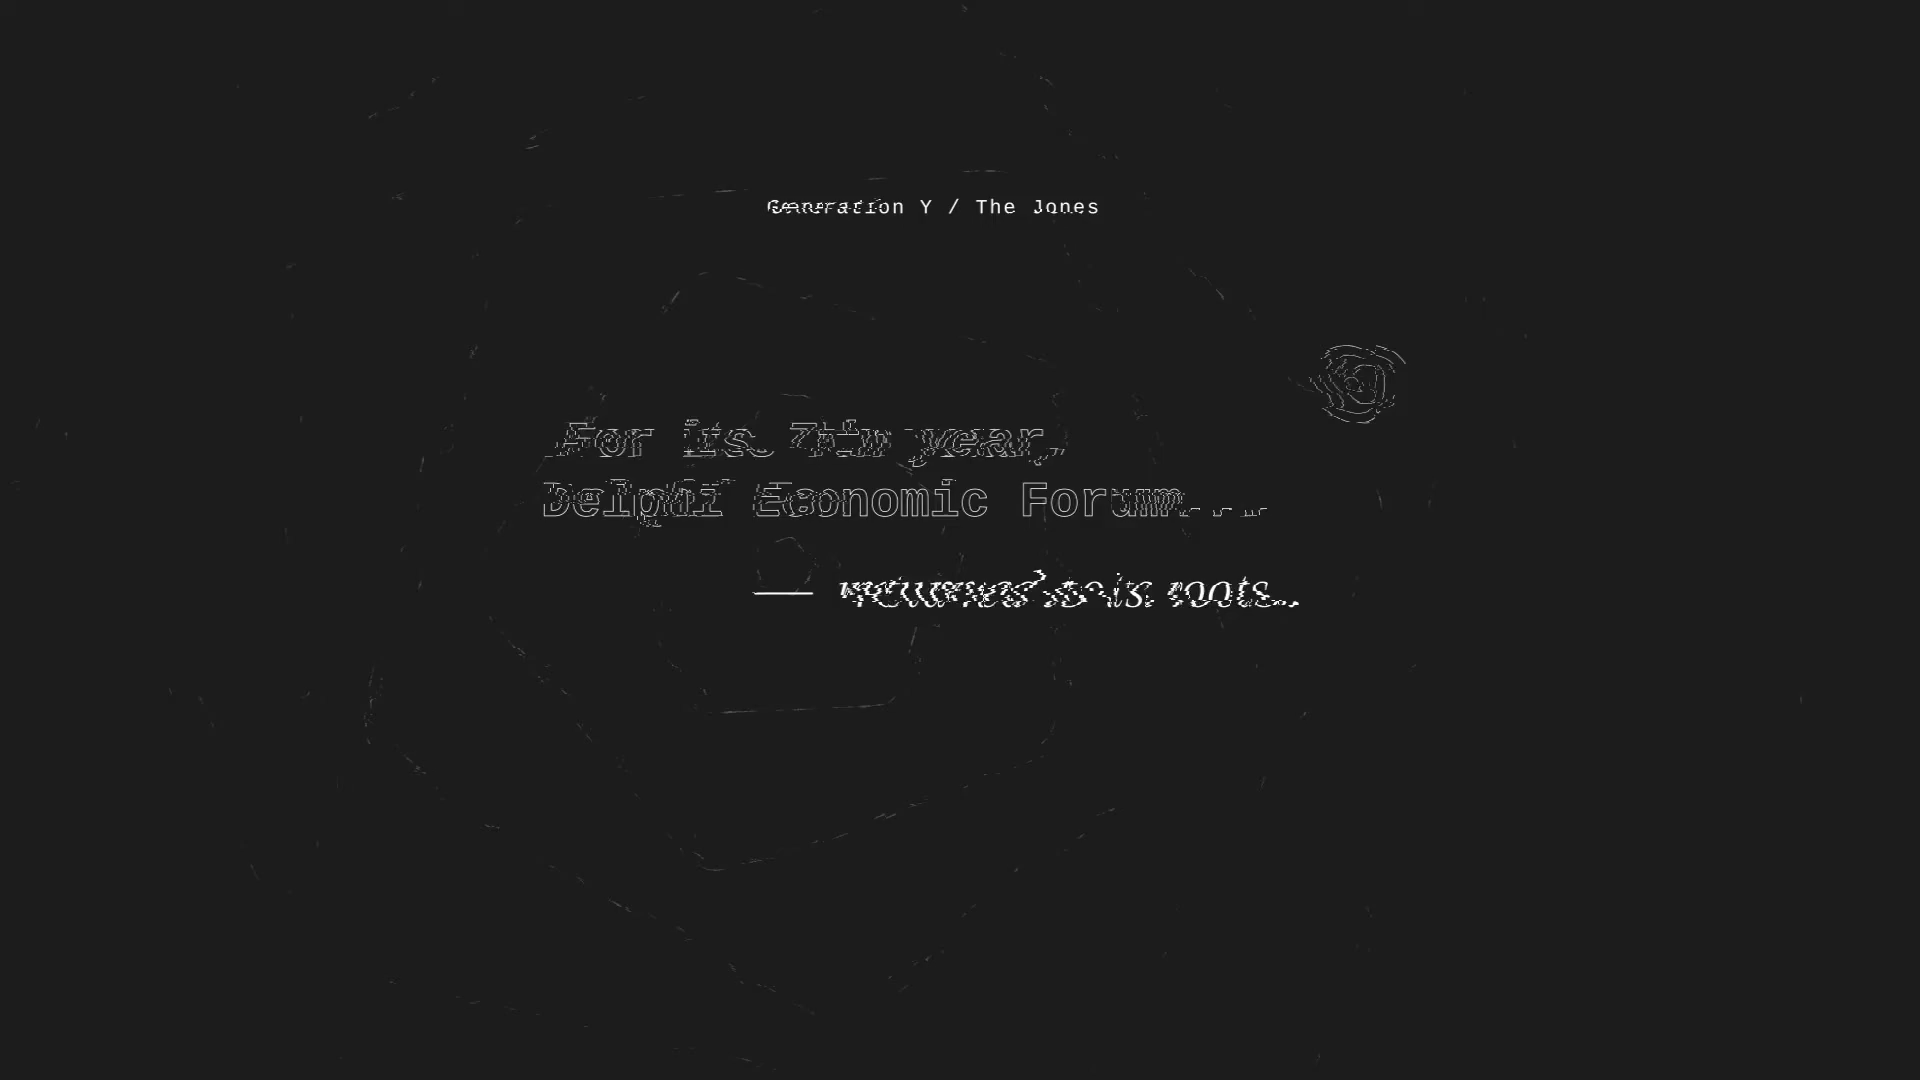 Generation Y / The Jones
For its 7th year,
Delphi Economic Forum...
returned to its roots...